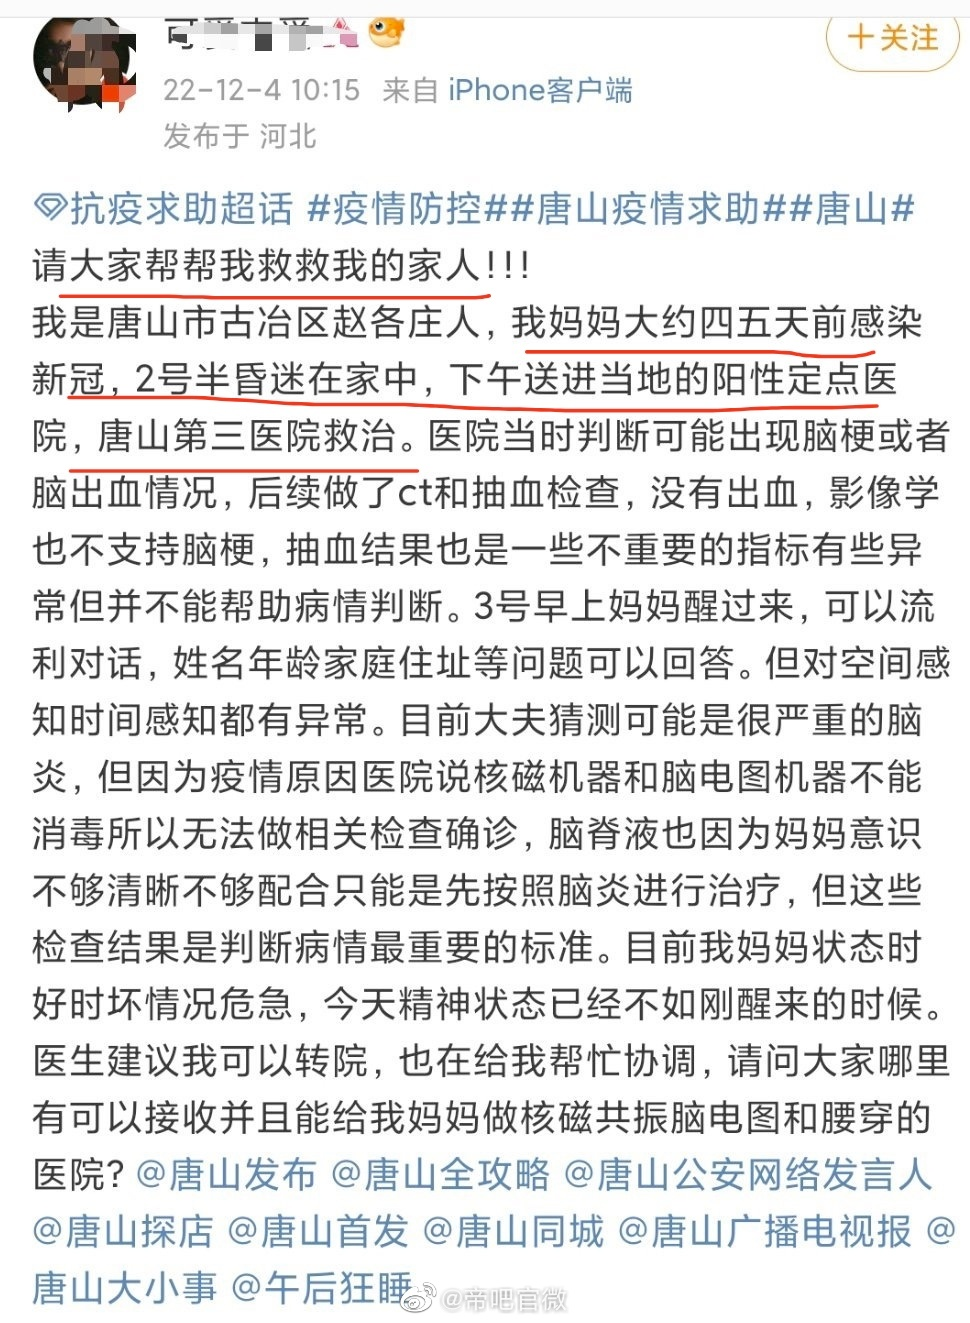 +关注
22-12-4 10:15 来自 iPhone客户端
发布于 河北
抗疫求助超话 #疫情防控##唐山疫情求助##唐山#
请大家帮帮我救救我的家人!!!
我是唐山市古冶区赵各庄人，我妈妈大约四五天前感染
新冠，2号半昏迷在家中，下午送进当地的阳性定点医
院，唐山第三医院救治。医院当时判断可能出现脑梗或者
脑出血情况，后续做了ct和抽血检查，没有出血，影像学
也不支持脑梗，抽血结果也是一些不重要的指标有些异
常但并不能帮助病情判断。3号早上妈妈醒过来，可以流
利对话，姓名年龄家庭住址等问题可以回答。但对空间感
知时间感知都有异常。目前大夫猜测可能是很严重的脑
炎，但因为疫情原因医院说核磁机器和脑电图机器不能
消毒所以无法做相关检查确诊，脑脊液也因为妈妈意识
不够清晰不够配合只能是先按照脑炎进行治疗，但这些
检查结果是判断病情最重要的标准。目前我妈妈状态时
好时坏情况危急，今天精神状态已经不如刚醒来的时候。
医生建议我可以转院，也在给我帮忙协调，请问大家哪里
有可以接收并且能给我妈妈做核磁共振脑电图和腰穿的
医院? @唐山发布 @唐山全攻略 @唐山公安网络发言人
@唐山探店 @唐山首发 @唐山同城 @唐山广播电视报 @
唐山大小事 @午后狂睡
@帝吧官微